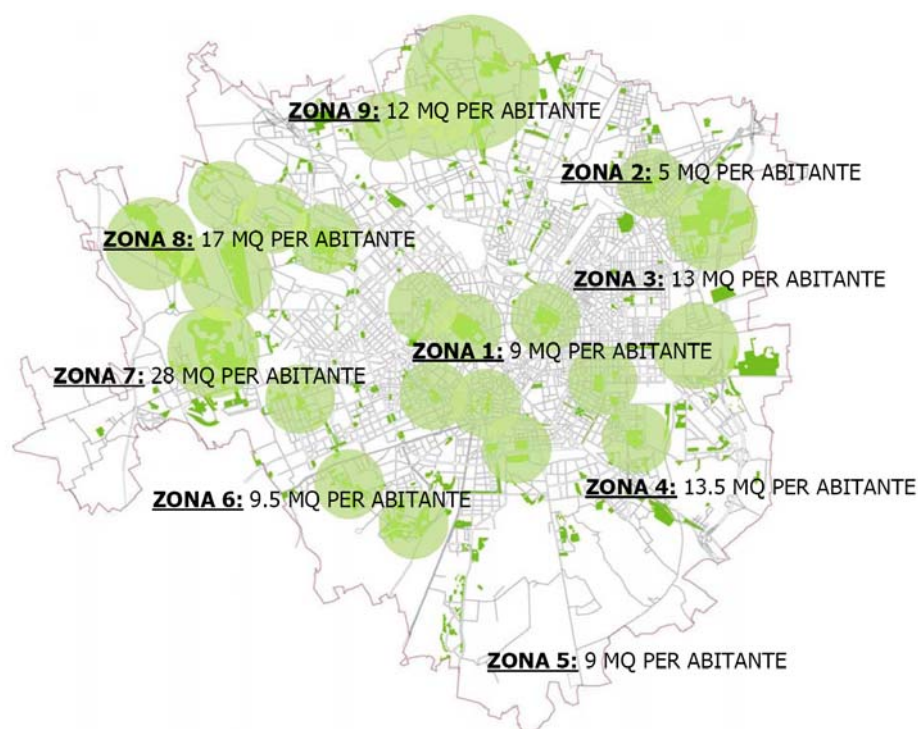 ZONA 9: 12 MQ PER ABITANTE
ZONA 2: 5 MQ PER ABITANTE
ZONA 8: 17 MQ PER ABITANTE
ZONA 3: 13 MQ PER ABITANTE
ZONA 1: 9 MQ PER ABITANTE
ZONA 7: 28 MQ PER ABITANTE
ZONA 6: 9.5 MQ PER ABITANTE
ZONA 4: 13.5 MQ PER ABITANTE
ZONA 5: 9 MQ PER ABITANTE